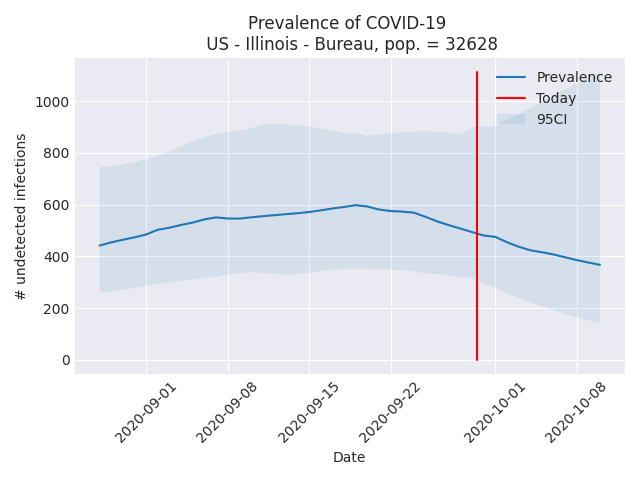 Prevalence of COVID-19
US - Illinois - Bureau, pop. = 32628
Prevalence
Today
95CI
# undetected infections
1000
800
600
400
200
0
2020-09-01
2020-09-08
2020-09-15
2020-09-22
2020-10-01
2020-10-08
Date